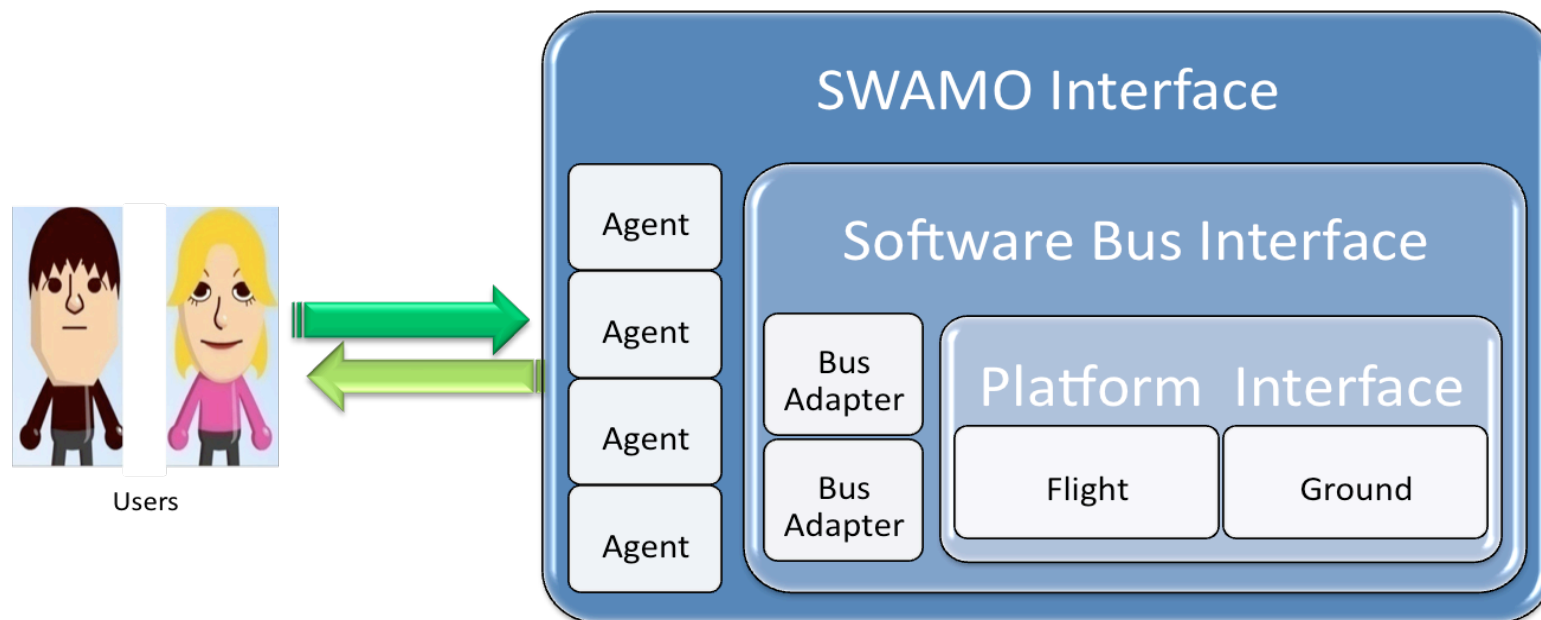 SWAMO Interface
Agent
Agent
Agent
Agent
Software Bus Interface
Bus
Adapter
Bus
Adapter
Platform Interface
Flight
Ground
Users